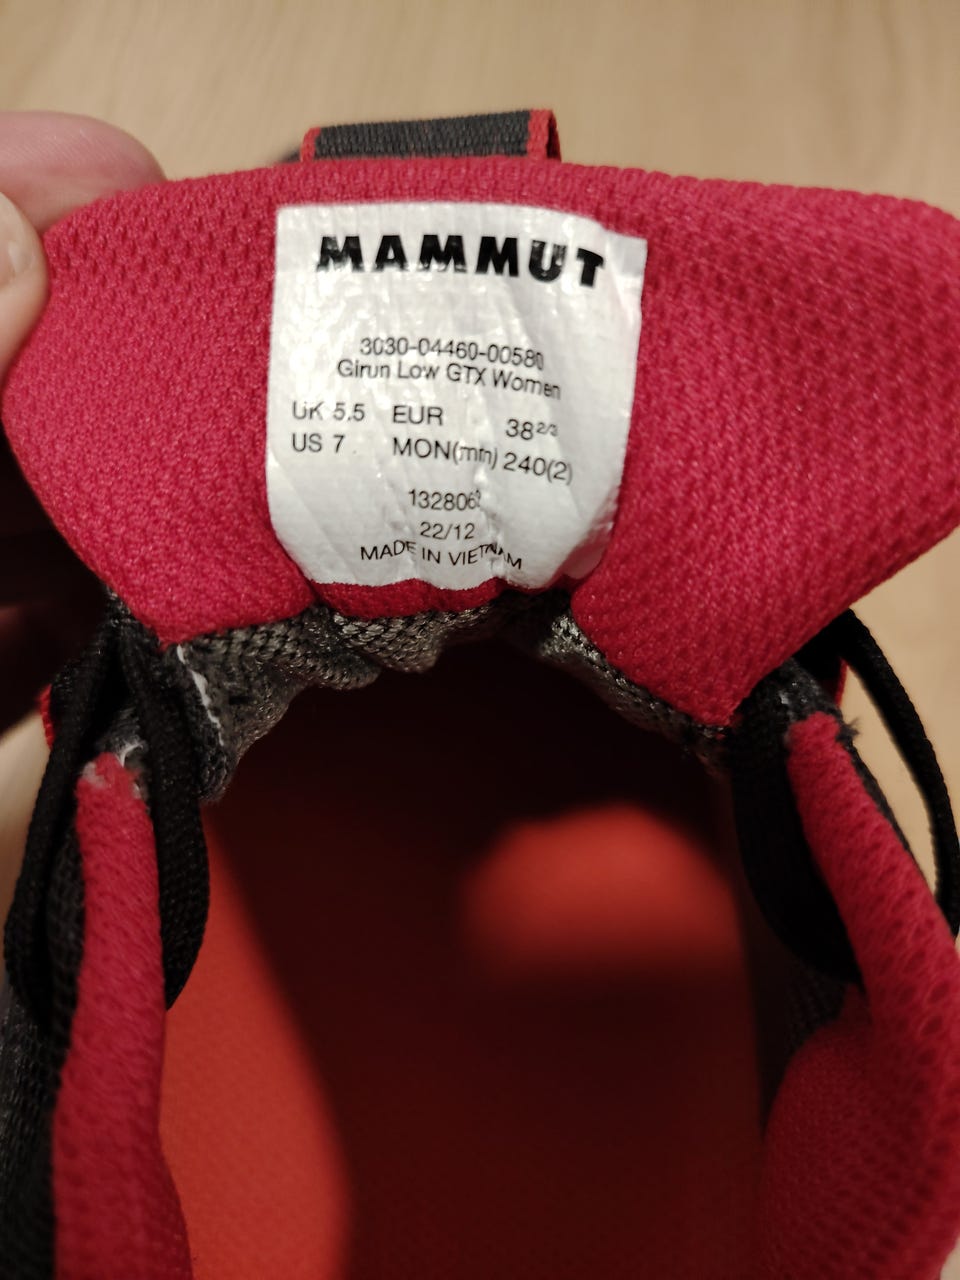 MAMMUT
3030-04460-00580
Girun Low GTX Women
UK 5.5 EUR 38 2/3
US 7 MON(mm) 240(2)
22/12
MADE IN VIETNAM